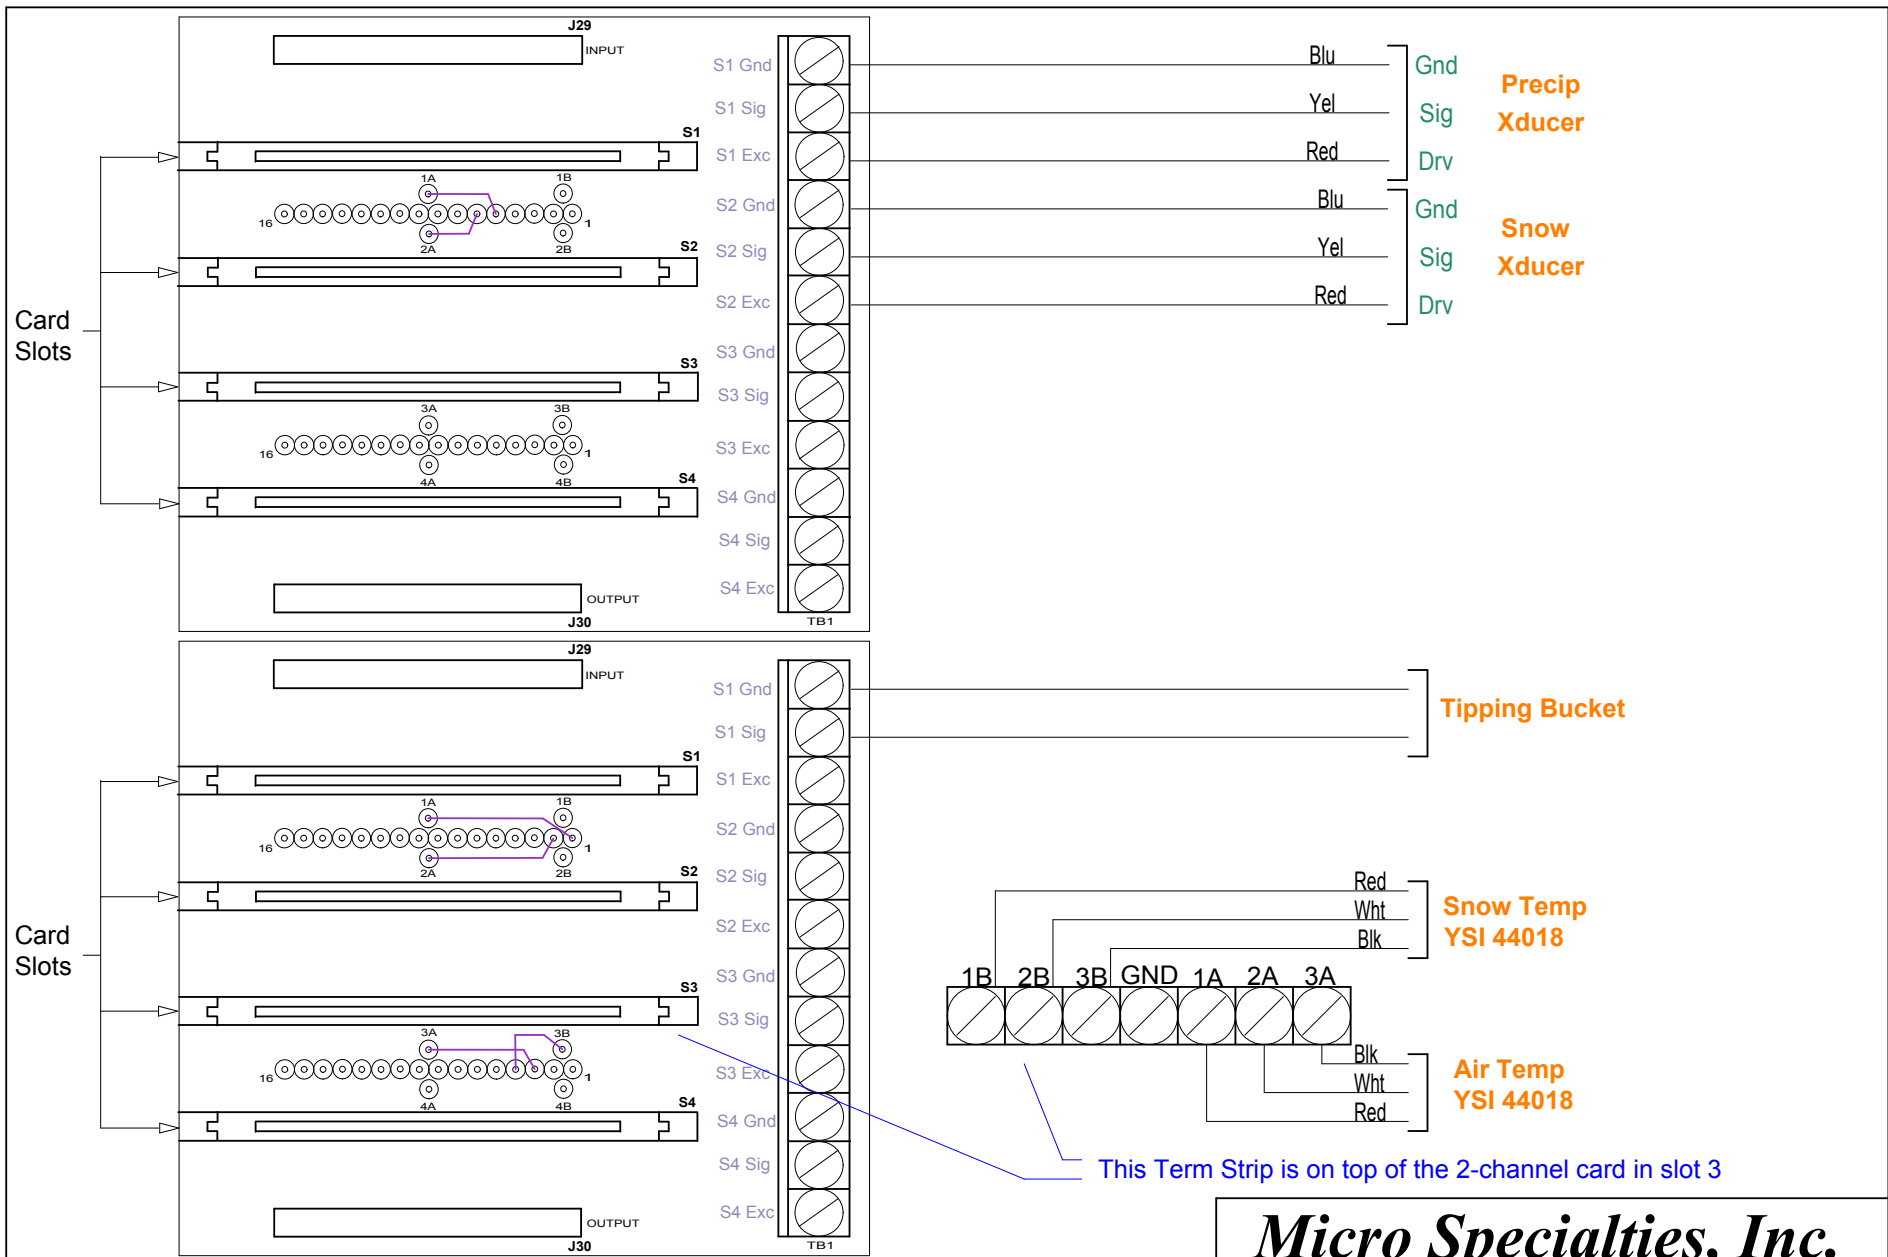 J29
INPUT
S1
1A 1B
16 1
2A 2B
S2
S3
3A 3B
16 1
4A 4B
S4
OUTPUT
J30
Card
Slots
S1 Gnd
S1 Sig
S1 Exc
S2 Gnd
S2 Sig
S2 Exc
S3 Gnd
S3 Sig
S3 Exc
S4 Gnd
S4 Sig
S4 Exc
TB1
Blu Gnd
Yel Sig
Red Drv
Precip
Xducer
Blu Gnd
Yel Sig
Red Drv
Snow
Xducer
J29
INPUT
S1
1A 1B
16 1
2A 2B
S2
S3
3A 3B
16 1
4A 4B
S4
OUTPUT
J30
Card
Slots
S1 Gnd
S1 Sig
S1 Exc
S2 Gnd
S2 Sig
S2 Exc
S3 Gnd
S3 Sig
S3 Exc
S4 Gnd
S4 Sig
S4 Exc
TB1
Tipping Bucket
Red
Wht
Blk
Snow Temp
YSI 44018
1B 2B 3B GND 1A 2A 3A
Blk
Wht
Red
Air Temp
YSI 44018
This Term Strip is on top of the 2-channel card in slot 3
Micro Specialties, Inc.